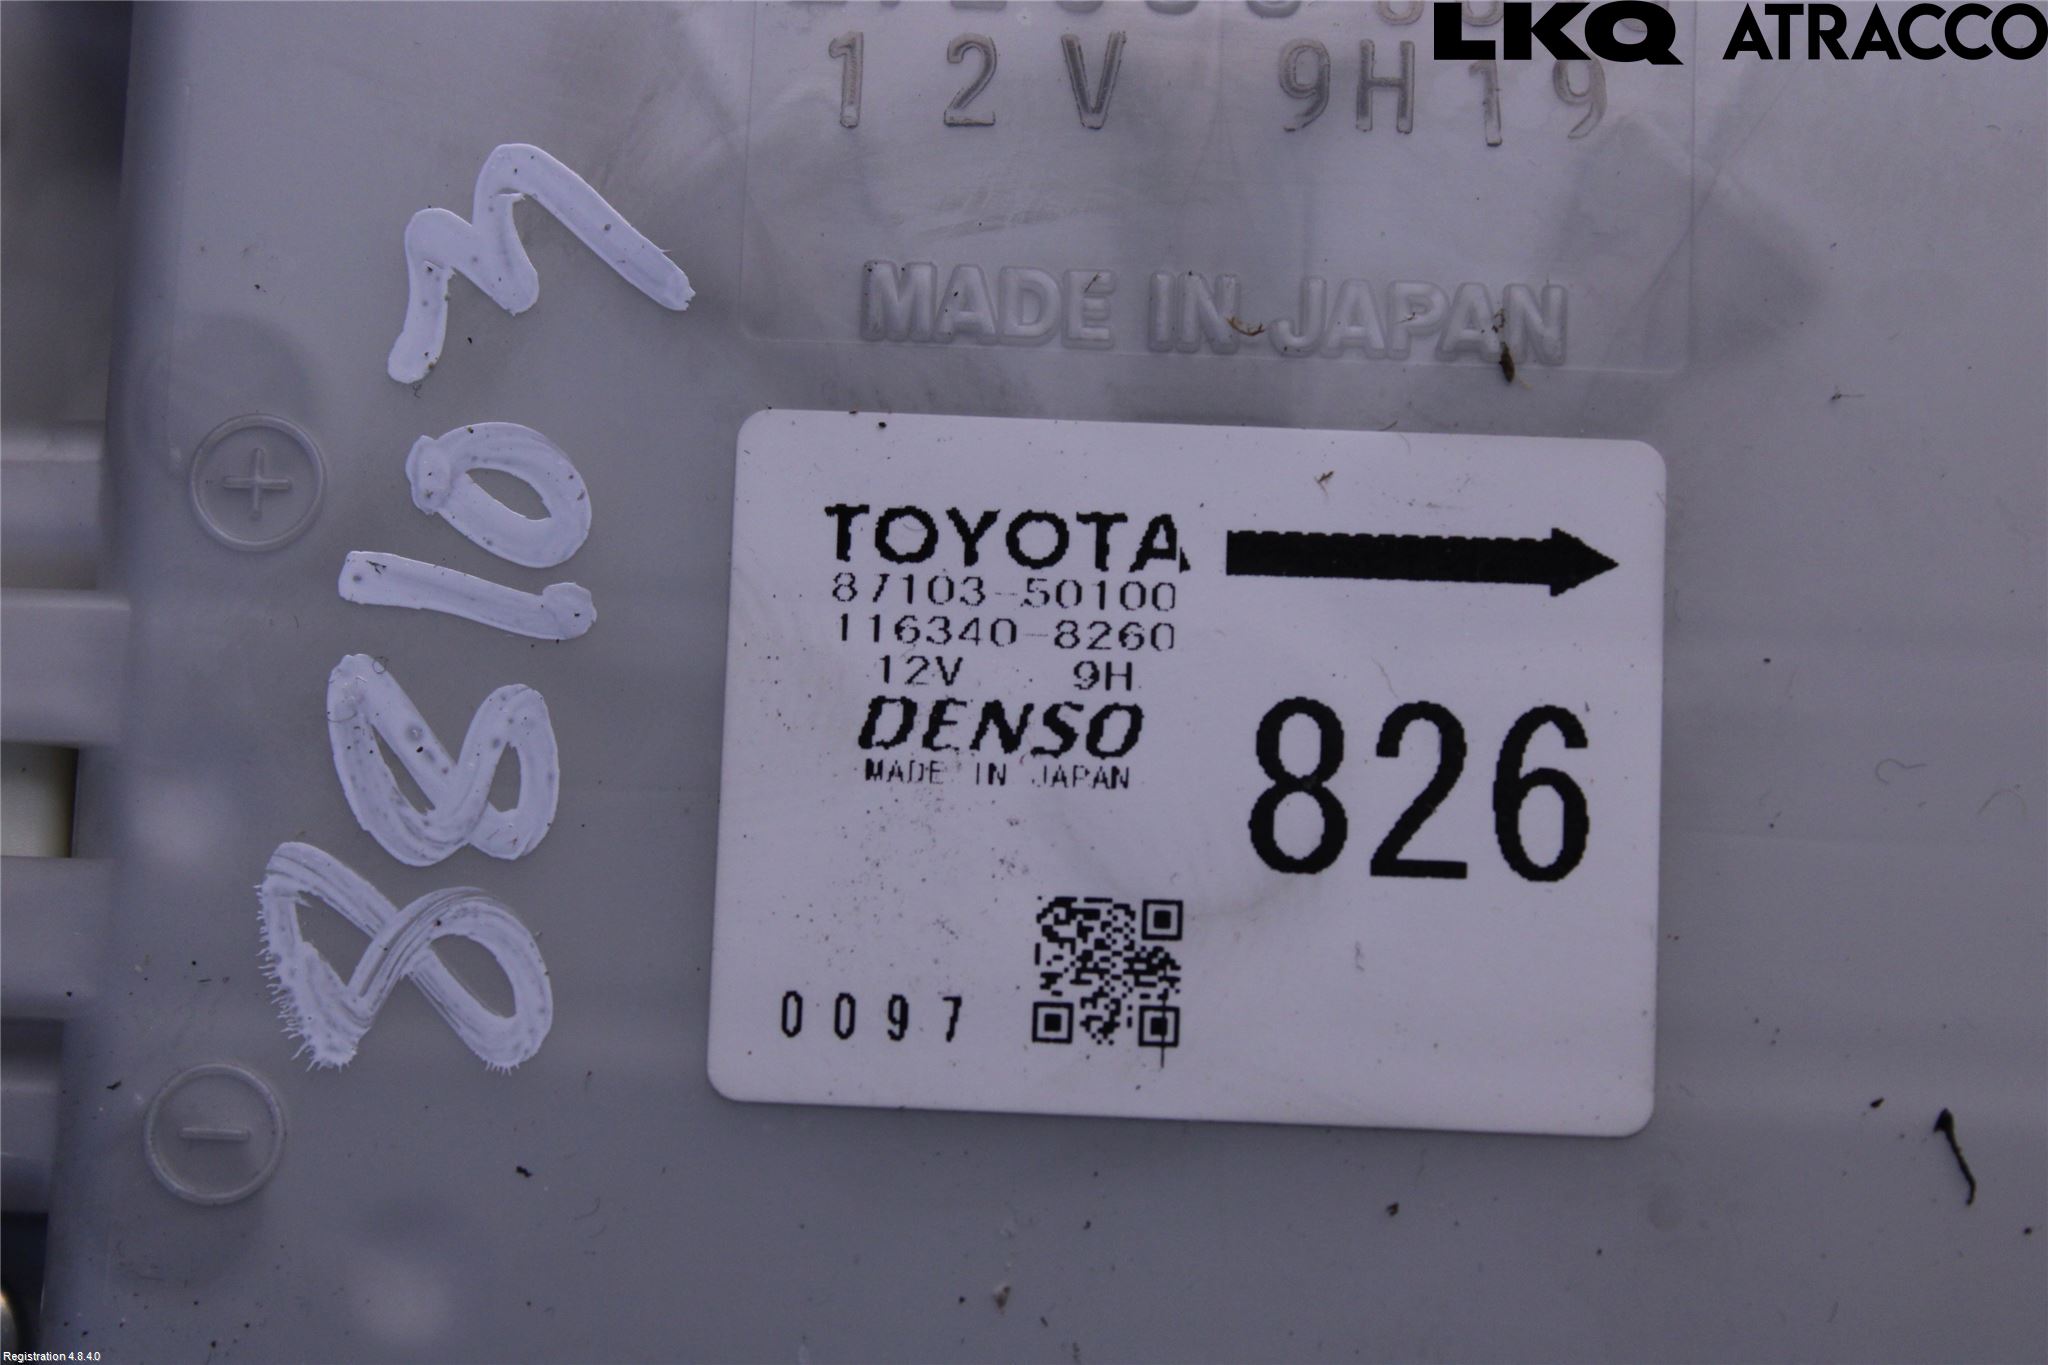 LKQ ATRACCO
12V 9H19
MADE IN JAPAN
TOYOTA
87103-50100
116340-8260
12V 9H
DENSO
MADE IN JAPAN
826
0097
88103
+
-
Registration 4.8.4.0